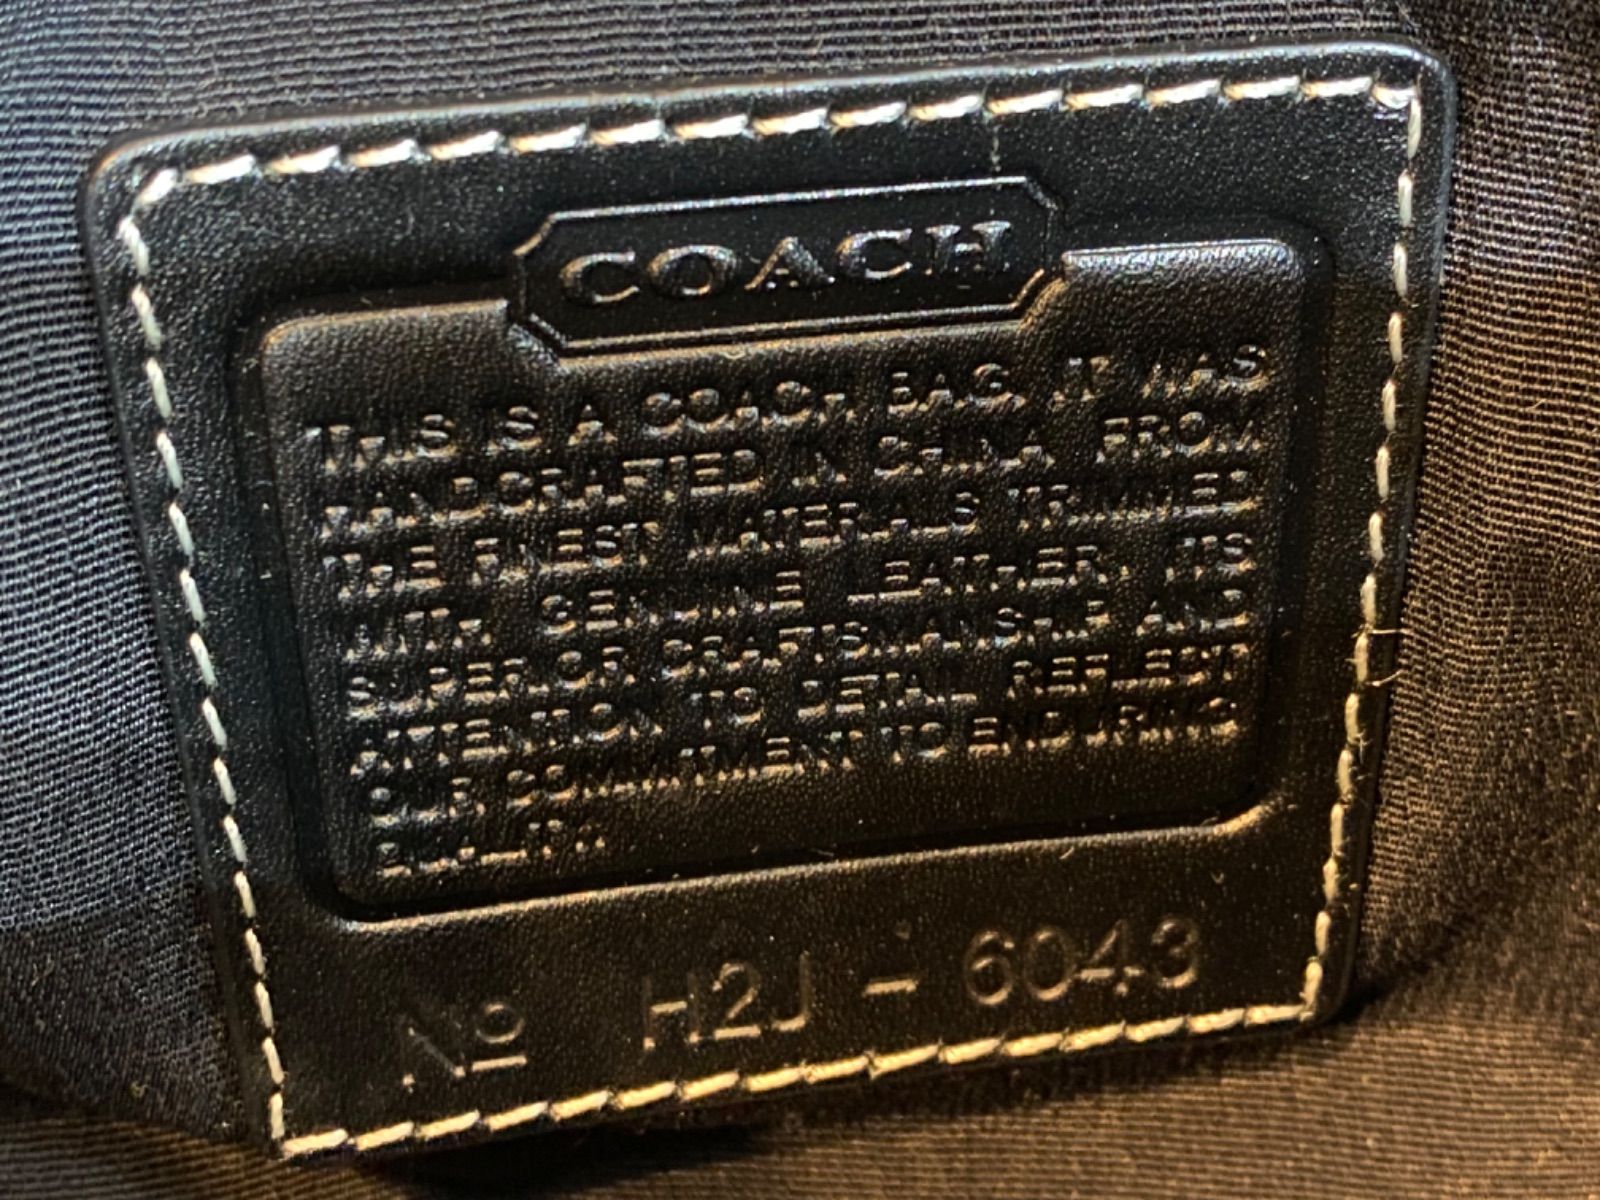 COACH
THIS IS A COACH BAG. IT WAS
HANDCRAFTED IN CHINA FROM
THE FINEST MATERIALS TRIMMED
WITH GENUINE LEATHER. ITS
SUPERIOR CRAFTSMANSHIP AND
ATTENTION TO DETAIL REFLECT
OUR COMMITMENT TO ENDURING
QUALITY.
No H2J - 6043